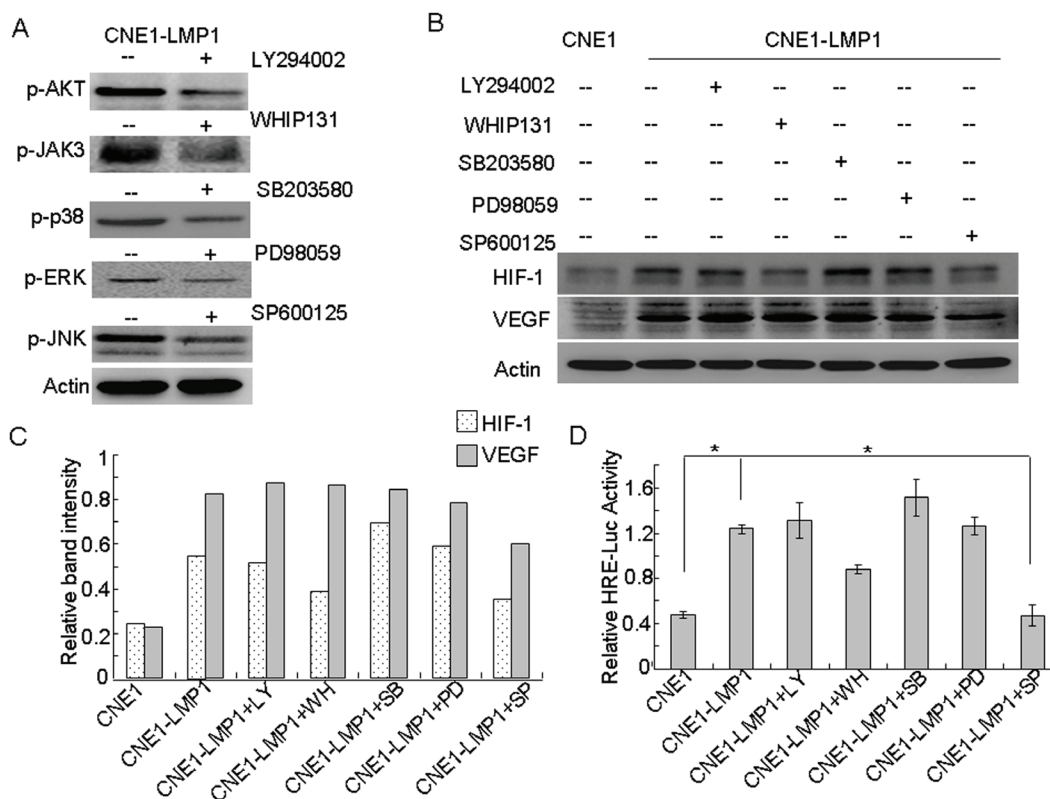 A
CNE1-LMP1
-- + LY294002
p-AKT
-- + WHIP131
p-JAK3
-- + SB203580
p-p38
-- + PD98059
p-ERK
-- + SP600125
p-JNK
Actin
B
CNE1 CNE1-LMP1
LY294002 -- -- + -- -- -- --
WHIP131 -- -- -- + -- -- --
SB203580 -- -- -- -- + -- --
PD98059 -- -- -- -- -- + --
SP600125 -- -- -- -- -- -- +
HIF-1
VEGF
Actin
C
HIF-1
VEGF
Relative band intensity
1
0.8
0.6
0.4
0.2
0
CNE1
CNE1-LMP1
CNE1-LMP1+LY
CNE1-LMP1+WH
CNE1-LMP1+SB
CNE1-LMP1+PD
CNE1-LMP1+SP
D
* *
Relative HRE-Luc Activity
1.6
1.2
0.8
0.4
0
CNE1
CNE1-LMP1
CNE1-LMP1+LY
CNE1-LMP1+WH
CNE1-LMP1+SB
CNE1-LMP1+PD
CNE1-LMP1+SP